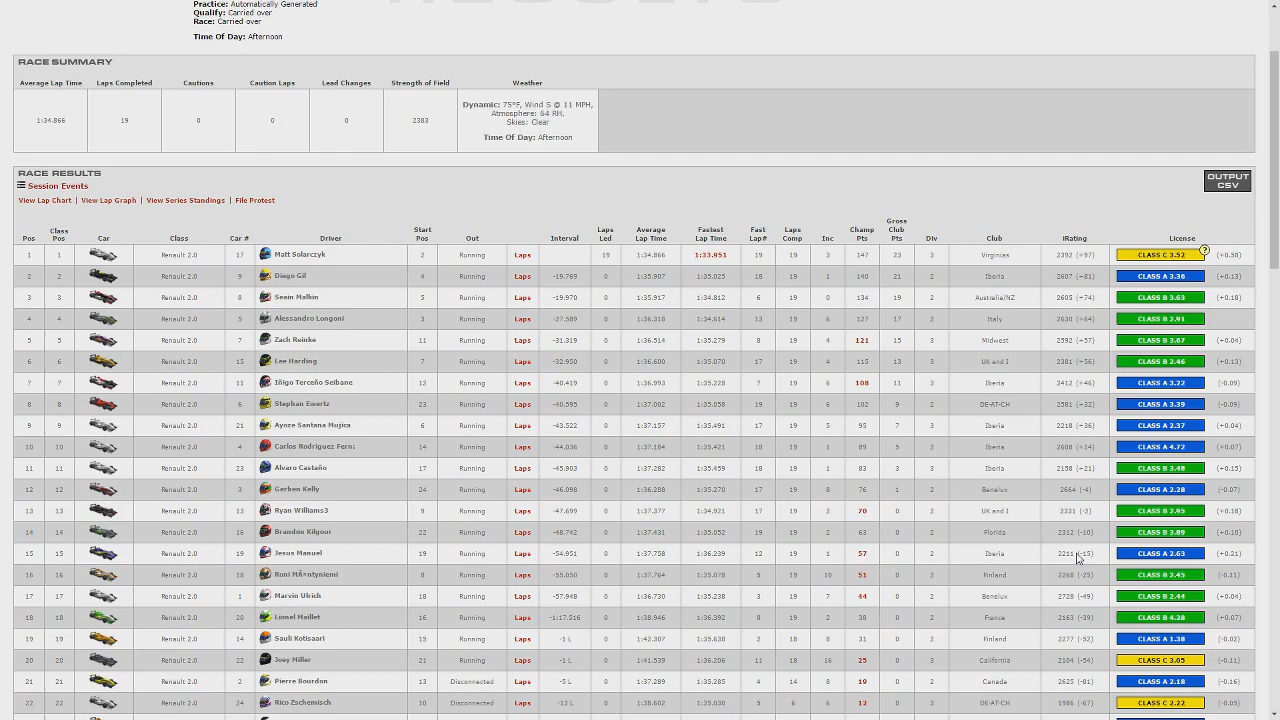 Practice: Automatically Generated
Qualify: Carried over
Race: Carried over
Time Of Day: Afternoon
RACE SUMMARY
Average Lap Time Laps Completed Cautions Caution Laps Lead Changes Strength of Field Weather
1:34.866 19 0 0 0 2383 Dynamic: 75°F, Wind S @ 11 MPH,
Atmosphere: 64 RH,
Skies: Clear
Time Of Day: Afternoon
RACE RESULTS
Session Events
OUTPUT CSV
View Lap Chart | View Lap Graph | View Series Standings | File Protest
Pos Class Pos Car Class Car # Driver Start Pos Out Interval Laps Led Average Lap Time Fastest Lap Time Fast Lap# Laps Comp Inc Champ Pts Gross Club Pts Div Club iRating License
1 1 Renault 2.0 17 Matt Solarczyk 2 Running Laps 19 1:34.866 1:33.951 19 19 3 147 23 3 Virginias 2392 (+97) CLASS C 3.52 (+0.58)
2 2 Renault 2.0 9 Diego Gil 4 Running Laps -19.769 0 1:35.907 1:35.025 18 19 1 140 21 2 Iberia 2607 (+81) CLASS A 3.36 (+0.13)
3 3 Renault 2.0 8 Seain Malkin Running Laps -19.970 0 1:35.917 1:34.812 19 0 134 2 Australia/NZ 2605 (+74) CLASS B 3.63 (+0.18)
4 4 Renault 2.0 5 Alessandro Longoni 3 Running Laps -27.589 0 1:36.318 1:34.614 13 19 6 127 17 2 Italy 2630 (+64) CLASS B 2.91
5 5 Renault 2.0 7 Zach Reinke 11 Running Laps -31.319 0 1:36.514 1:35.279 8 19 4 121 2 Midwest 2592 (+57) CLASS B 3.67 (+0.04)
6 6 Renault 2.0 15 Lee Harding 7 Running Laps -32.950 0 1:36.600 1:35.070 17 19 4 115 13 3 UK and I 2381 (+56) CLASS B 2.46
7 7 Renault 2.0 11 Iñigo Terceño Seibane Running Laps -40.419 0 1:36.993 1:35.228 7 19 6 108 3 Iberia 2412 (+46) CLASS A 3.22 (-0.09)
8 8 Renault 2.0 6 Stephan Ewertz 23 Running Laps -40.595 0 1:37.002 1:35.058 18 19 6 102 9 2 DE-AT-CH 2581 (+32) CLASS A 3.39 (-0.09)
9 9 Renault 2.0 21 Ayoze Santana Mujica Running Laps -43.522 0 1:37.158 1:35.491 17 19 5 95 2 Iberia 2218 (+36) CLASS A 2.37 (+0.04)
10 10 Renault 2.0 4 Carlos Rodriguez Fern: 14 Running Laps -44.036 0 1:37.184 1:35.421 18 19 1 89 5 2 Iberia 2608 (+14) CLASS A 4.72 (+0.07)
11 11 Renault 2.0 23 Alvaro Castaño 17 Running Laps -45.903 0 1:37.282 1:35.459 18 19 1 83 3 2 Iberia 2158 (+21) CLASS B 3.48 (+0.15)
12 12 Renault 2.0 3 Gerben Kelly 24 Running Laps -46.098 0 1:36.288 1:35.270 17 19 8 76 1 2 Benelux 2664 (-4) CLASS A 2.28 (-0.07)
13 13 Renault 2.0 13 Ryan Williams3 9 Running Laps -47.699 0 1:37.377 1:34.921 17 19 2 70 0 2 UK and I 2331 (-2) CLASS B 2.95 (+0.18)
14 14 Renault 2.0 16 Brandon Kilgour 22 Running Laps -48.742 0 1:37.431 1:35.052 19 19 2 63 0 2 Florida 2312 (-10) CLASS B 3.89 (+0.10)
15 15 Renault 2.0 19 Jesus Manuel 19 Running Laps -54.951 0 1:37.758 1:36.239 12 19 1 57 0 2 Iberia 2211 (-15) CLASS A 2.63 (+0.21)
16 16 Renault 2.0 18 Roni MÃ¤ntyniemi 8 Running Laps -55.050 0 1:37.764 1:35.078 5 19 10 51 0 2 Finland 2268 (-25) CLASS B 2.45 (-0.11)
17 17 Renault 2.0 1 Marvin Ulrich Running Laps -57.948 0 1:36.735 19 7 44 0 2 Benelux 2728 (-49) CLASS B 2.44 (+0.04)
18 18 Renault 2.0 20 Lionel Maillet 16 Running Laps -1:17.516 0 1:38.946 1:36.392 8 19 2 38 0 2 France 2163 (-39) CLASS B 4.28 (+0.07)
19 19 Renault 2.0 14 Sauli Kotisaari 15 Running Laps -1 L 0 1:42.307 1:35.638 18 8 31 0 2 Finland 2277 (-52) CLASS A 1.38 (-0.02)
20 20 Renault 2.0 22 Joey Miller 21 Running Laps -1 L 0 1:41.539 1:36.206 11 18 16 25 0 3 California 2184 (-54) CLASS C 3.05 (-0.11)
21 21 Renault 2.0 2 Pierre Bourdon 13 Disconnected Laps -5 L 0 1:37.289 1:35.285 4 14 8 19 0 2 Canada 2625 (-81) CLASS A 2.18 (-0.16)
22 22 Renault 2.0 24 Rico Zschemisch 10 Disconnected Laps -13 L 0 1:38.602 1:35.030 5 6 6 12 0 2 DE-AT-CH 1986 (-67) CLASS C 2.22 (-0.05)